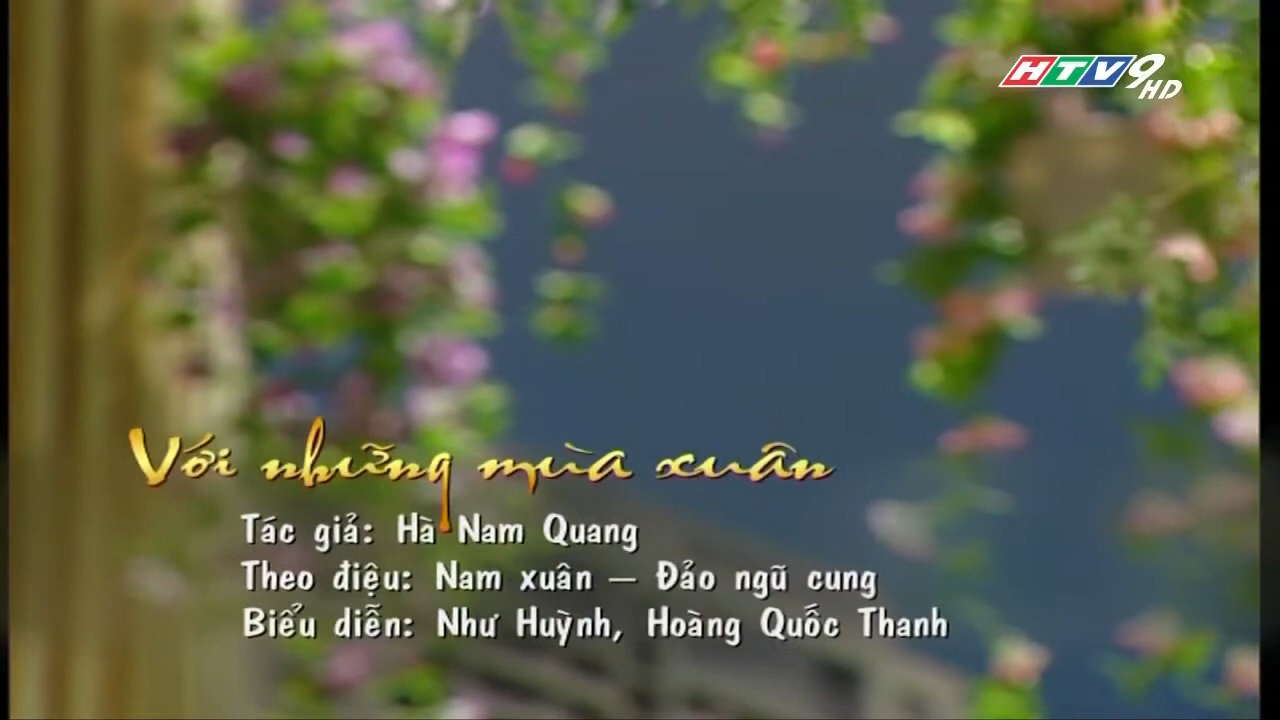 HTV9
HD
Với những mùa xuân
Tác giả: Hà Nam Quang
Theo điệu: Nam xuân – Đảo ngũ cung
Biểu diễn: Như Huỳnh, Hoàng Quốc Thanh